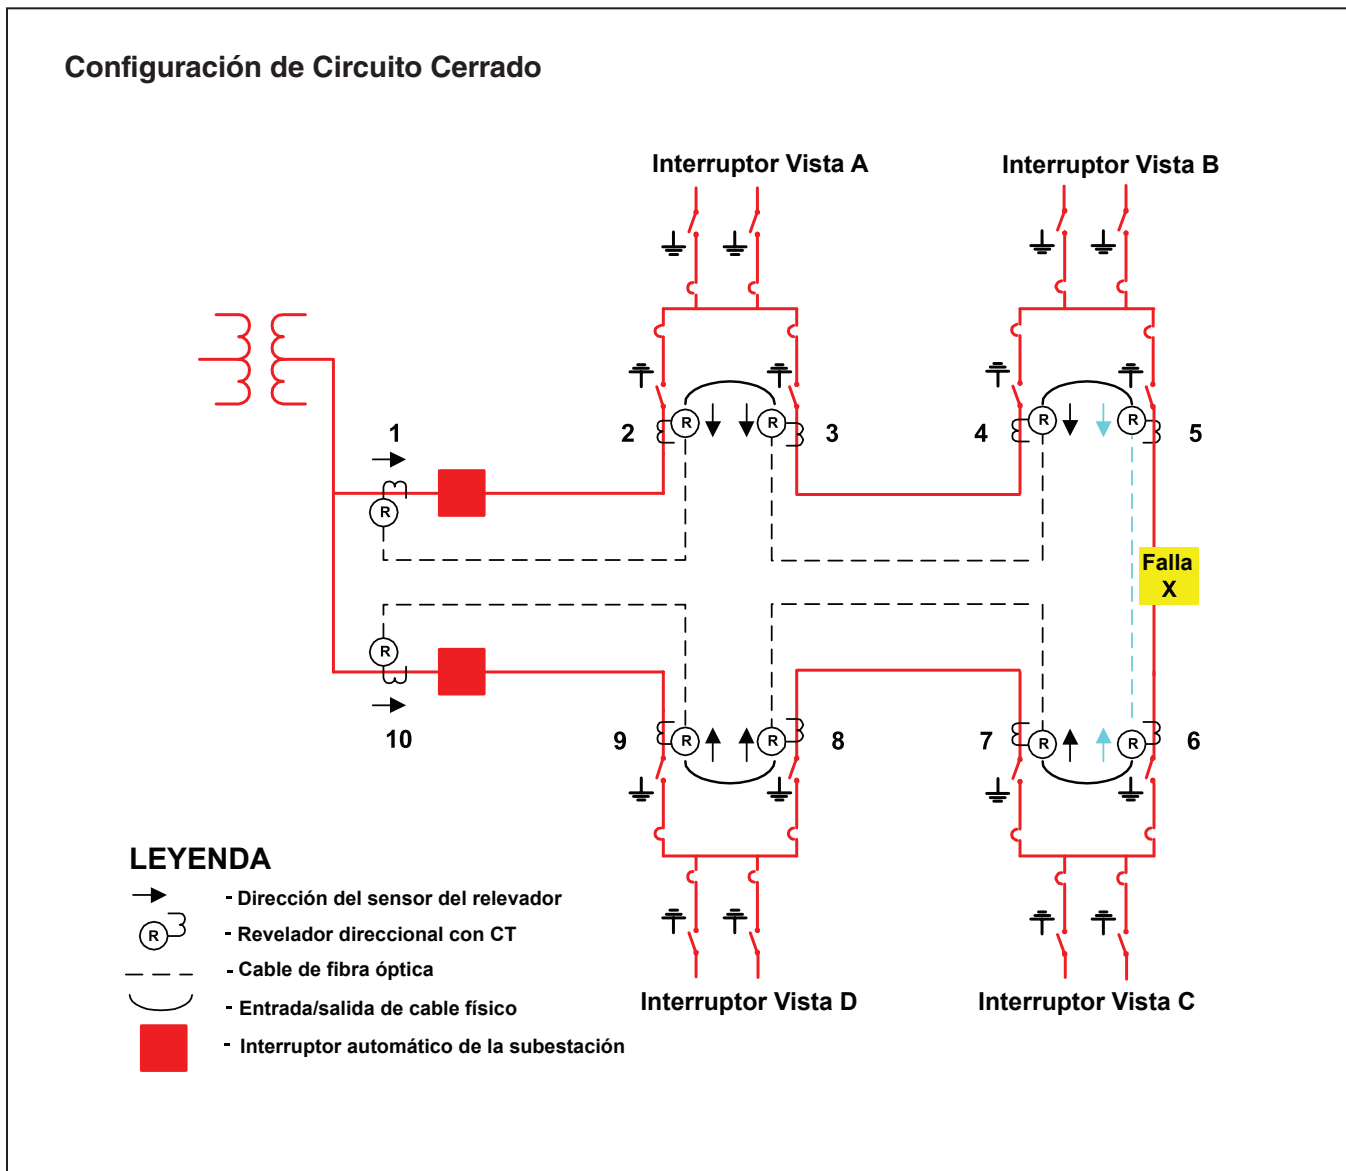 Configuración de Circuito Cerrado
Interruptor Vista A
Interruptor Vista B
1
2
R
R
3
4
R
R
5
R
Falla
X
R
10
9
R
R
8
7
R
R
6
LEYENDA
- Dirección del sensor del relevador
R
- Revelador direccional con CT
- Cable de fibra óptica
- Entrada/salida de cable físico
- Interruptor automático de la subestación
Interruptor Vista D
Interruptor Vista C